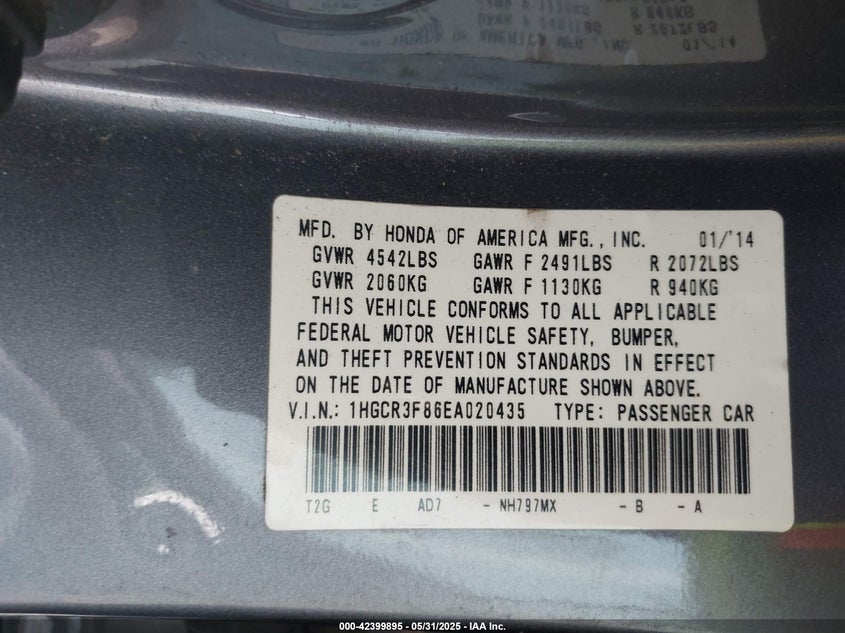 MFD. BY HONDA OF AMERICA MFG., INC. 01/'14
GVWR 4542LBS GAWR F 2491LBS R 2072LBS
GVWR 2060KG GAWR F 1130KG R 940KG
THIS VEHICLE CONFORMS TO ALL APPLICABLE
FEDERAL MOTOR VEHICLE SAFETY, BUMPER,
AND THEFT PREVENTION STANDARDS IN EFFECT
ON THE DATE OF MANUFACTURE SHOWN ABOVE.
V.I.N.: 1HGCR3F86EA020435 TYPE: PASSENGER CAR
T2G E AD7 - NH797MX - B - A
000-42399895 - 05/31/2025 - IAA Inc.